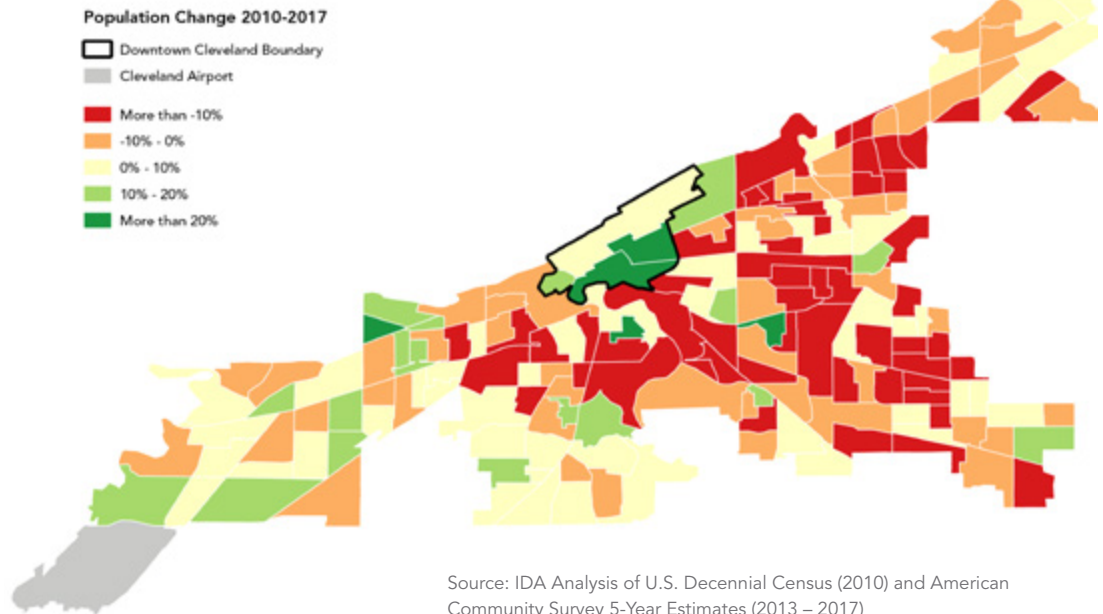 Population Change 2010-2017
Downtown Cleveland Boundary
Cleveland Airport
More than -10%
-10% - 0%
0% - 10%
10% - 20%
More than 20%
Source: IDA Analysis of U.S. Decennial Census (2010) and American
Community Survey 5-Year Estimates (2013 – 2017)